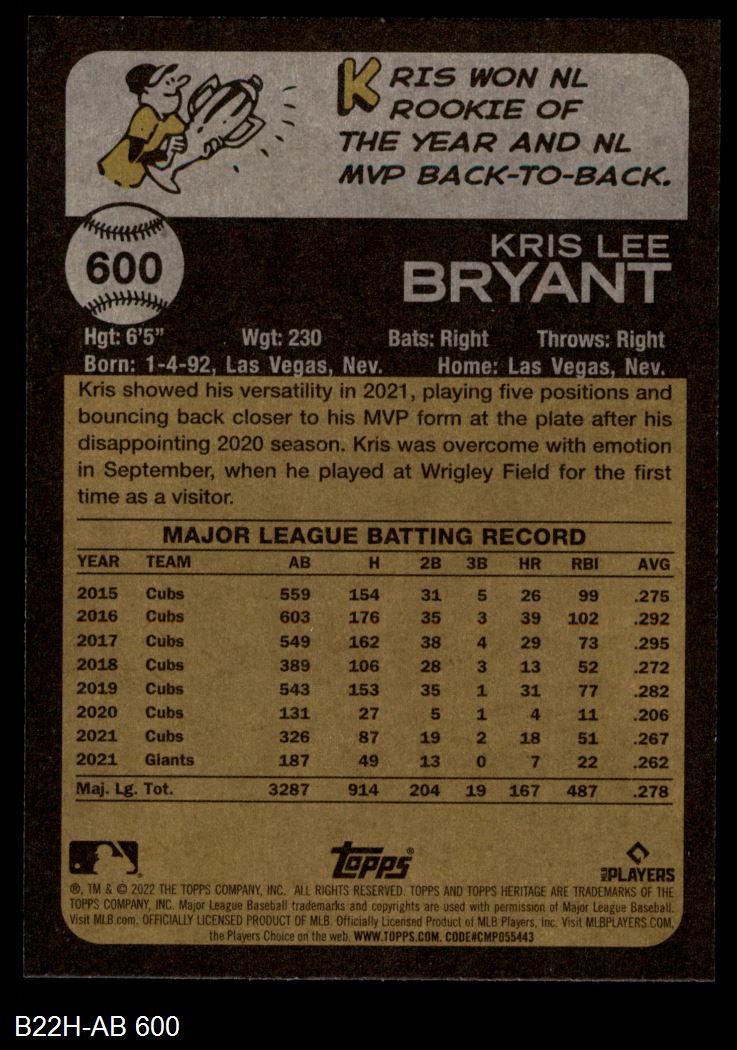 KRIS WON NL
ROOKIE OF
THE YEAR AND NL
MVP BACK-TO-BACK.
600
KRIS LEE
BRYANT
Hgt: 6'5" Wgt: 230 Bats: Right Throws: Right
Born: 1-4-92, Las Vegas, Nev. Home: Las Vegas, Nev.
Kris showed his versatility in 2021, playing five positions and
bouncing back closer to his MVP form at the plate after his
disappointing 2020 season. Kris was overcome with emotion
in September, when he played at Wrigley Field for the first
time as a visitor.
MAJOR LEAGUE BATTING RECORD
YEAR TEAM AB H 2B 3B HR RBI AVG
2015 Cubs 559 154 31 5 26 99 .275
2016 Cubs 603 176 35 3 39 102 .292
2017 Cubs 549 162 38 4 29 73 .295
2018 Cubs 389 106 28 3 13 52 .272
2019 Cubs 543 153 35 1 31 77 .282
2020 Cubs 131 27 5 1 4 11 .206
2021 Cubs 326 87 19 2 18 51 .267
2021 Giants 187 49 13 0 7 22 .262
Maj. Lg. Tot. 3287 914 204 19 167 487 .278
Topps® MLB PLAYERS
®, TM & © 2022 THE TOPPS COMPANY, INC. ALL RIGHTS RESERVED. TOPPS AND TOPPS HERITAGE ARE TRADEMARKS OF THE
TOPPS COMPANY, INC. Major League Baseball trademarks and copyrights are used with permission of Major League Baseball.
Visit MLB.com. OFFICIALLY LICENSED PRODUCT OF MLB. Officially Licensed Product of MLB Players, Inc. Visit MLBPLAYERS.COM,
the Players Choice on the web. WWW.TOPPS.COM. CODE#CMP055443
B22H-AB 600